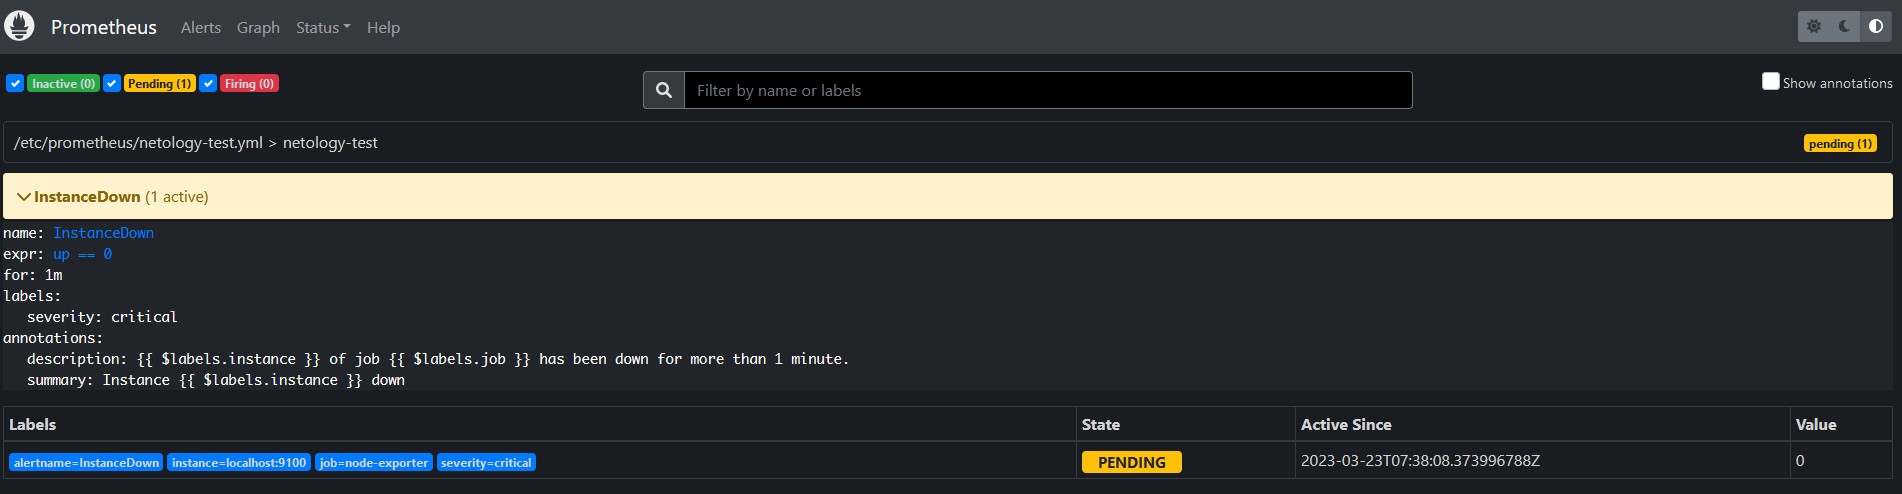 Prometheus Alerts Graph Status Help
Inactive (0) Pending (1) Firing (0) Filter by name or labels Show annotations
/etc/prometheus/netology-test.yml > netology-test pending (1)
InstanceDown (1 active)
name: InstanceDown
expr: up == 0
for: 1m
labels:
severity: critical
annotations:
description: {{ $labels.instance }} of job {{ $labels.job }} has been down for more than 1 minute.
summary: Instance {{ $labels.instance }} down
Labels State Active Since Value
alertname=InstanceDown instance=localhost:9100 job=node-exporter severity=critical PENDING 2023-03-23T07:38:08.373996788Z 0